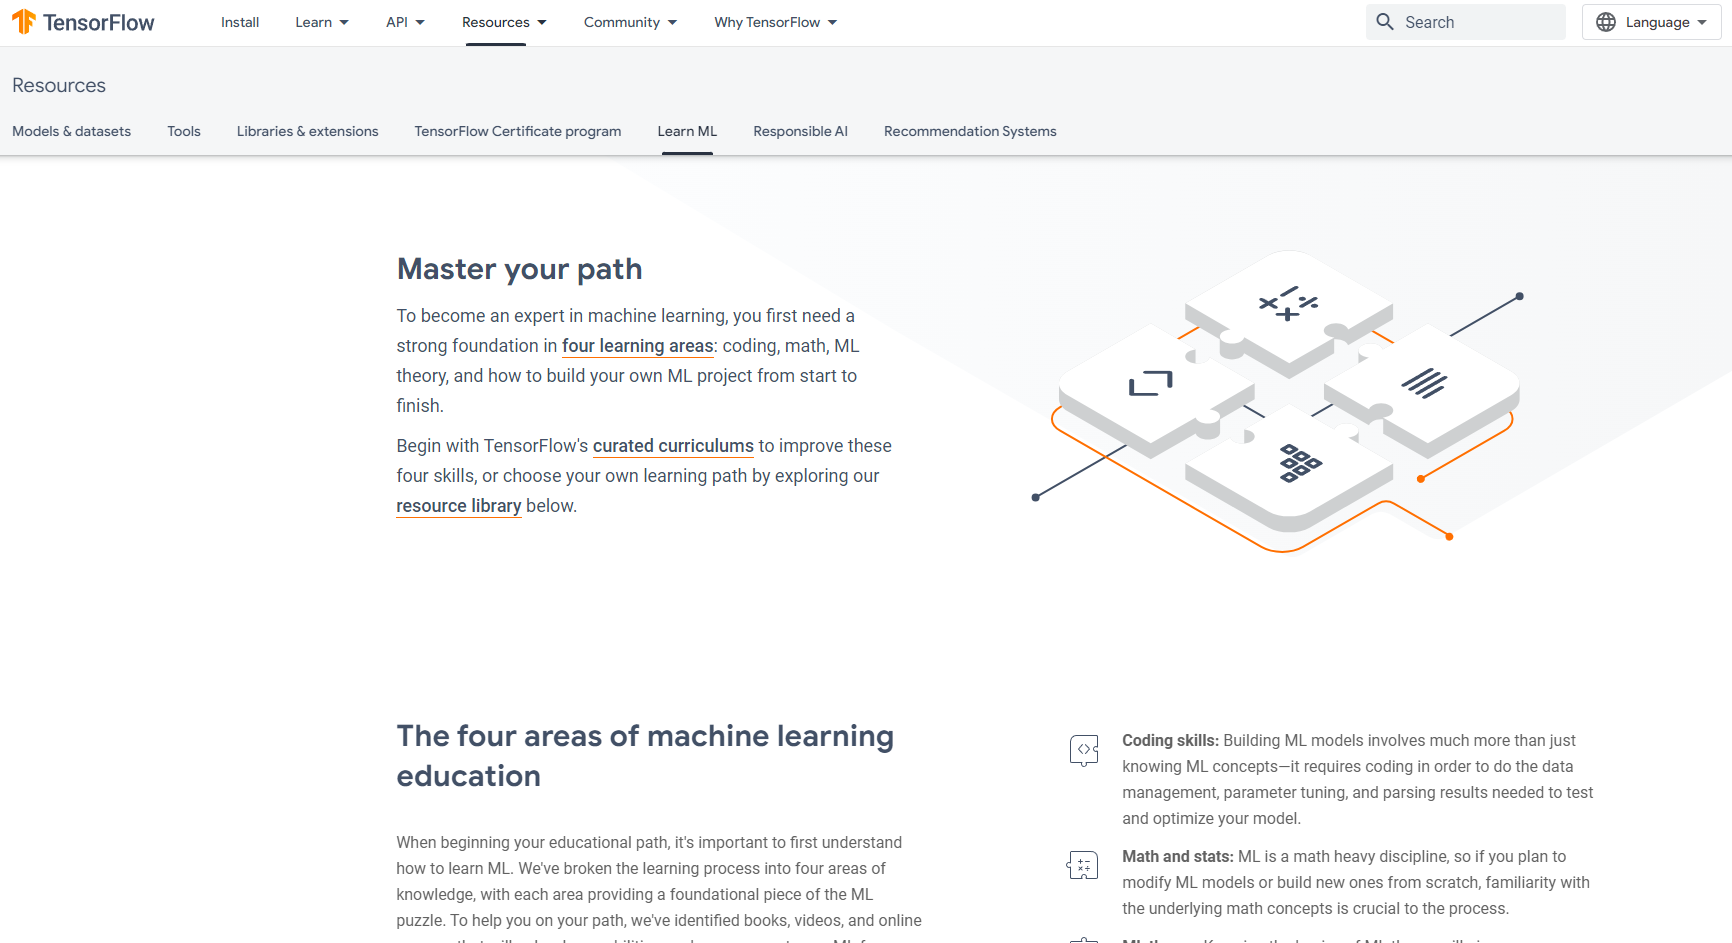 TensorFlow
Install
Learn
API
Resources
Community
Why TensorFlow
Search
Language
Resources
Models & datasets
Tools
Libraries & extensions
TensorFlow Certificate program
Learn ML
Responsible AI
Recommendation Systems
Master your path
To become an expert in machine learning, you first need a
strong foundation in four learning areas: coding, math, ML
theory, and how to build your own ML project from start to
finish.
Begin with TensorFlow's curated curriculums to improve these
four skills, or choose your own learning path by exploring our
resource library below.
The four areas of machine learning
education
When beginning your educational path, it's important to first understand
how to learn ML. We've broken the learning process into four areas of
knowledge, with each area providing a foundational piece of the ML
puzzle. To help you on your path, we've identified books, videos, and online
Coding skills: Building ML models involves much more than just
knowing ML concepts—it requires coding in order to do the data
management, parameter tuning, and parsing results needed to test
and optimize your model.
Math and stats: ML is a math heavy discipline, so if you plan to
modify ML models or build new ones from scratch, familiarity with
the underlying math concepts is crucial to the process.